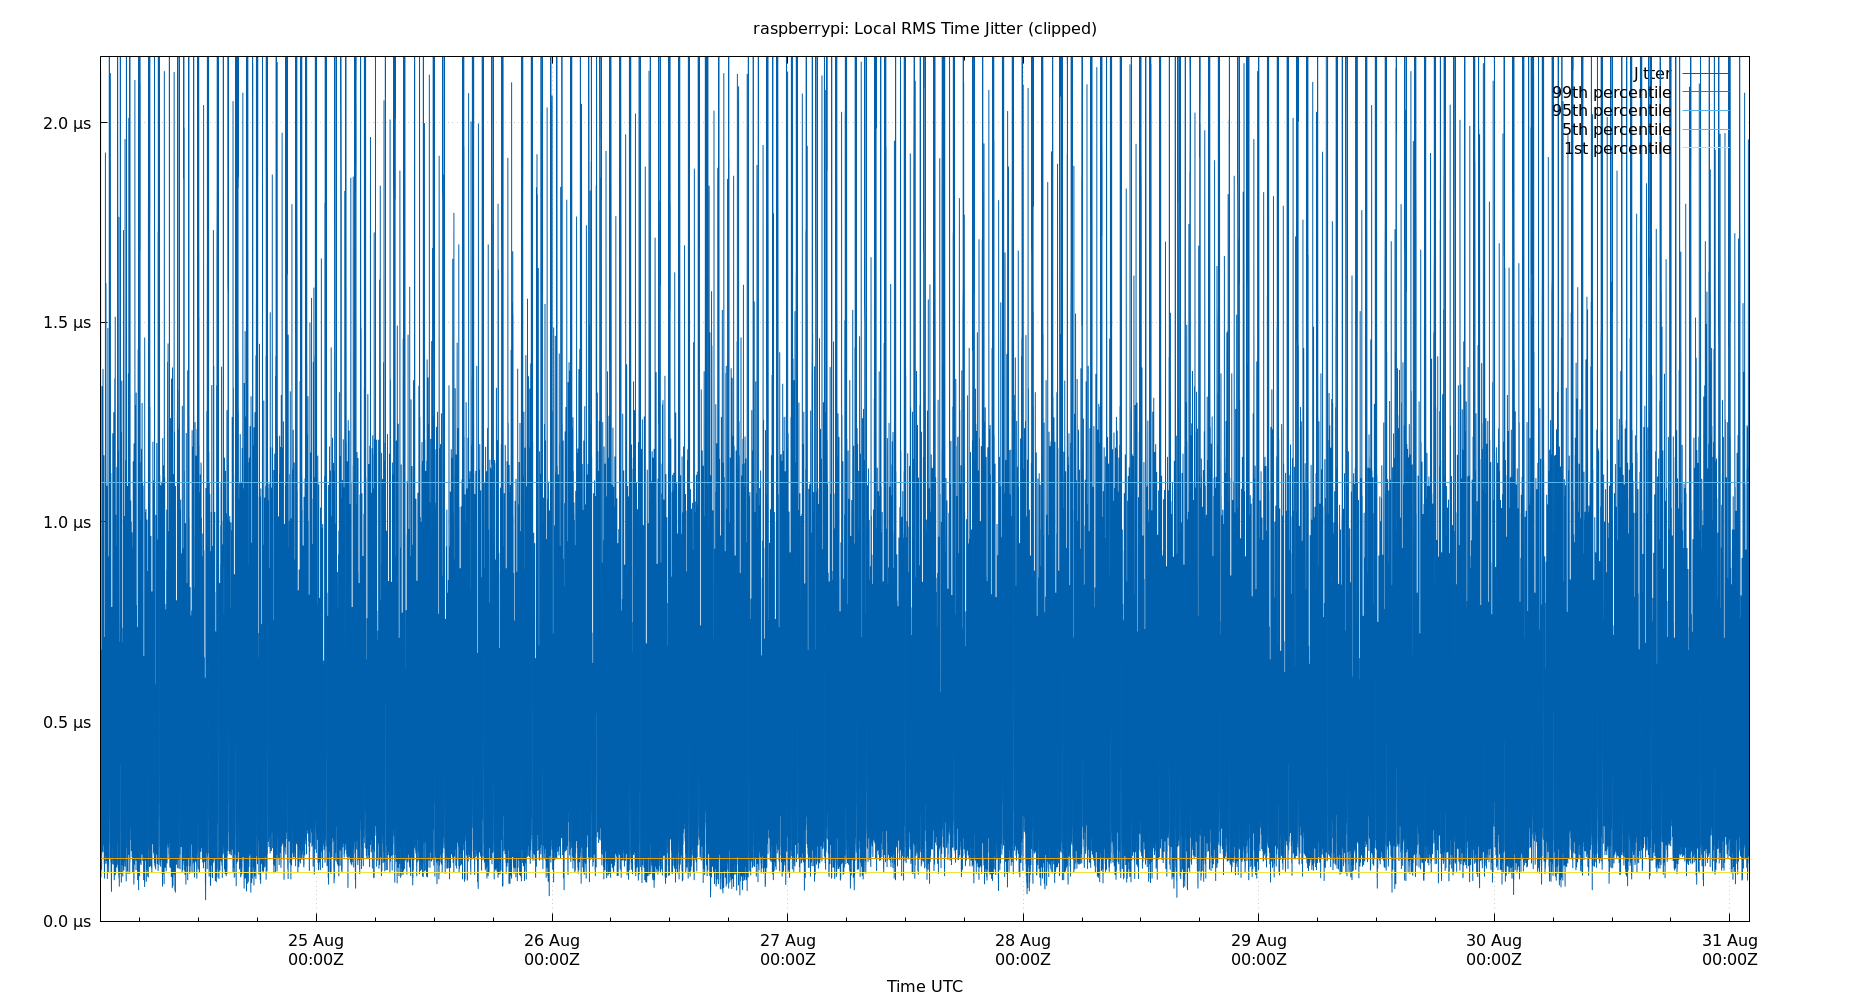 raspberrypi: Local RMS Time Jitter (clipped)
Jitter
99th percentile
95th percentile
5th percentile
1st percentile
2.0 µs
1.5 µs
1.0 µs
0.5 µs
0.0 µs
25 Aug 26 Aug 27 Aug 28 Aug 29 Aug 30 Aug 31 Aug
00:00Z 00:00Z 00:00Z 00:00Z 00:00Z 00:00Z 00:00Z
Time UTC